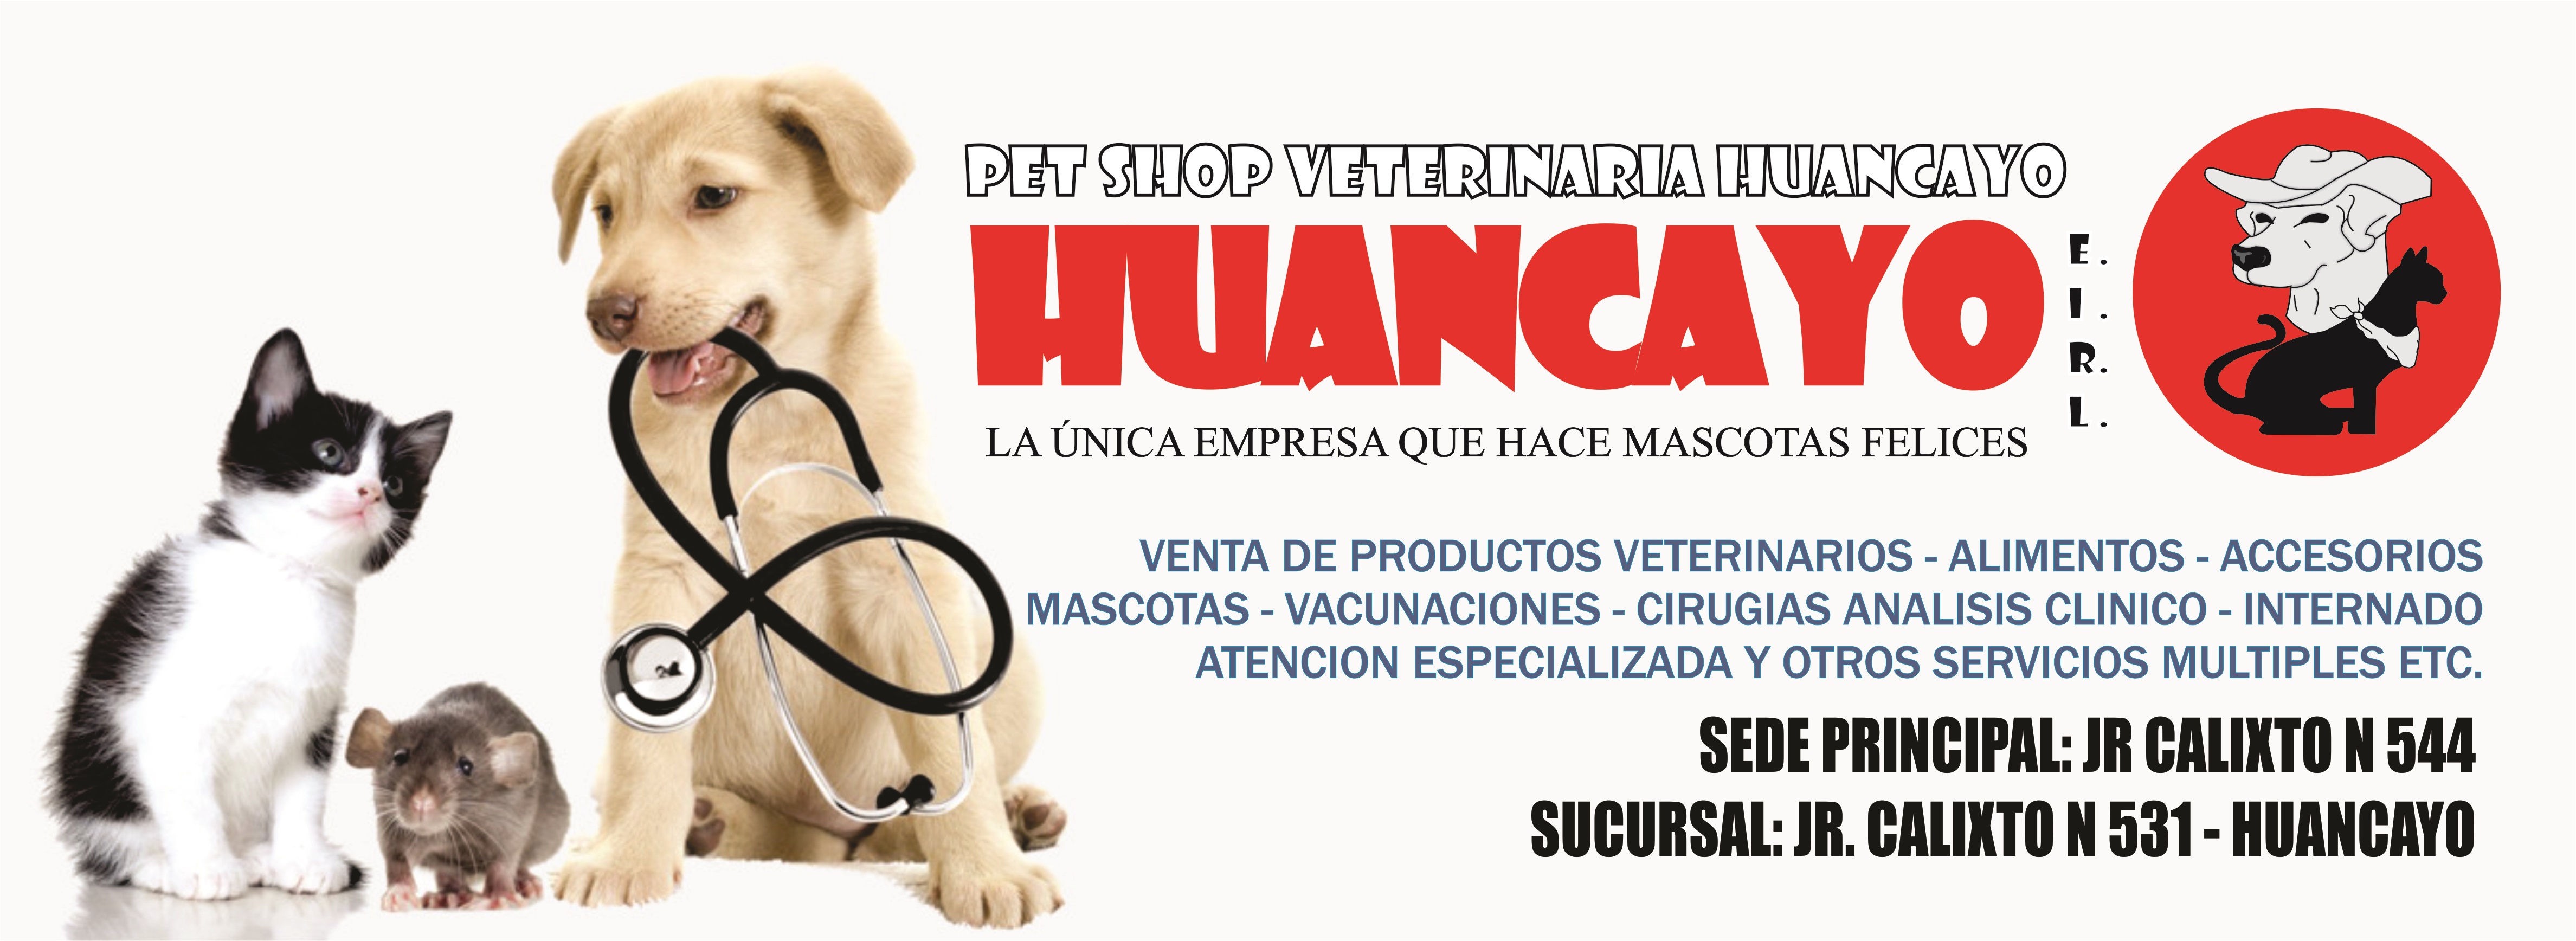 PET SHOP VETERINARIA HUANCAYO
HUANCAYO
E.
I.
R.
L.
LA ÚNICA EMPRESA QUE HACE MASCOTAS FELICES
VENTA DE PRODUCTOS VETERINARIOS - ALIMENTOS - ACCESORIOS
MASCOTAS - VACUNACIONES - CIRUGIAS ANALISIS CLINICO - INTERNADO
ATENCION ESPECIALIZADA Y OTROS SERVICIOS MULTIPLES ETC.
SEDE PRINCIPAL: JR CALIXTO N 544
SUCURSAL: JR. CALIXTO N 531 - HUANCAYO